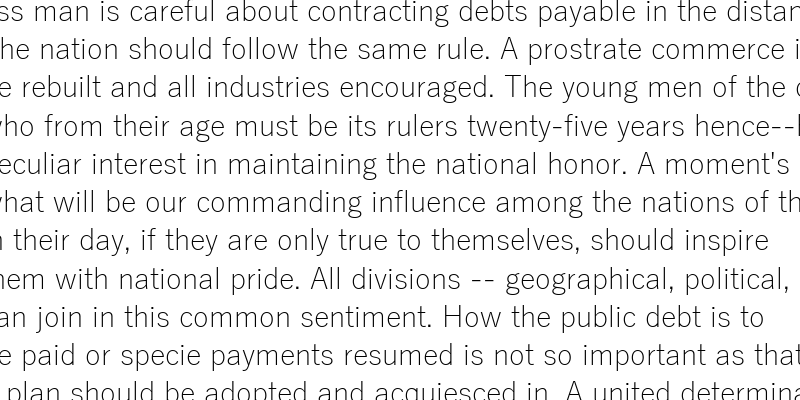 ss man is careful about contracting debts payable in the distan
he nation should follow the same rule. A prostrate commerce i
e rebuilt and all industries encouraged. The young men of the
who from their age must be its rulers twenty-five years hence--
eculiar interest in maintaining the national honor. A moment's
what will be our commanding influence among the nations of th
n their day, if they are only true to themselves, should inspire
hem with national pride. All divisions -- geographical, political,
an join in this common sentiment. How the public debt is to
e paid or specie payments resumed is not so important as that
plan should be adopted and acquiesced in. A united determina